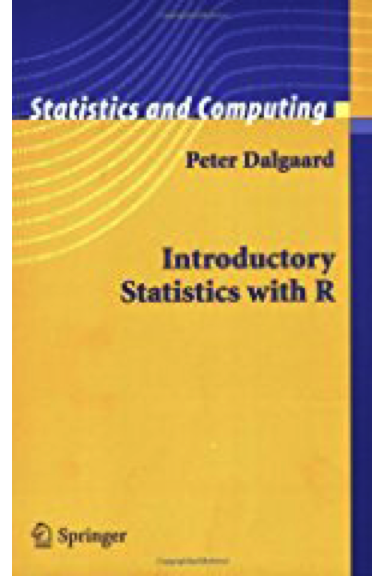 Statistics and Computing
Peter Dalgaard
Introductory
Statistics with R
Springer